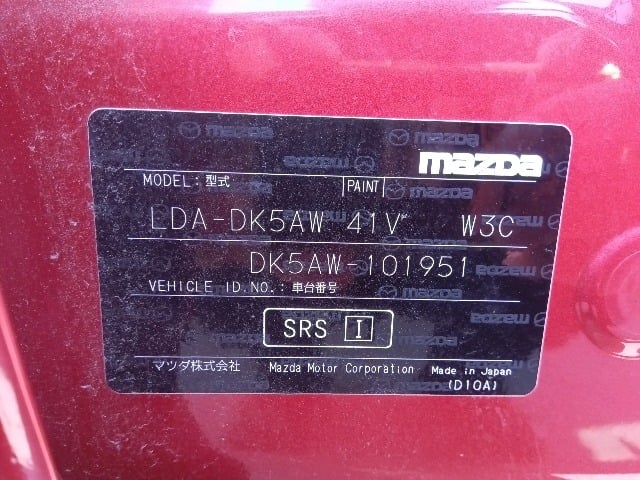 mazda
MODEL:型式 PAINT
LDA-DK5AW 41V W3C
DK5AW-101951
VEHICLE ID.NO.:車台番号
SRS I
マツダ株式会社 Mazda Motor Corporation Made in Japan
(D10A)